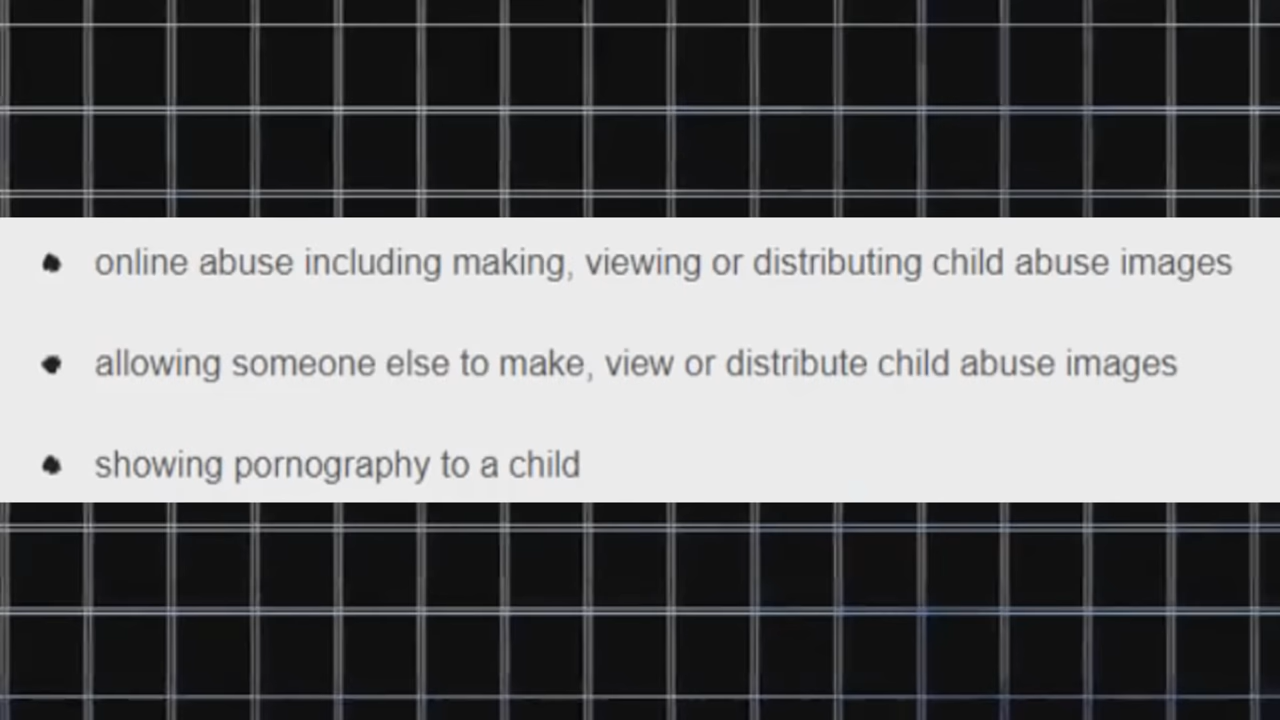 online abuse including making, viewing or distributing child abuse images
allowing someone else to make, view or distribute child abuse images
showing pornography to a child